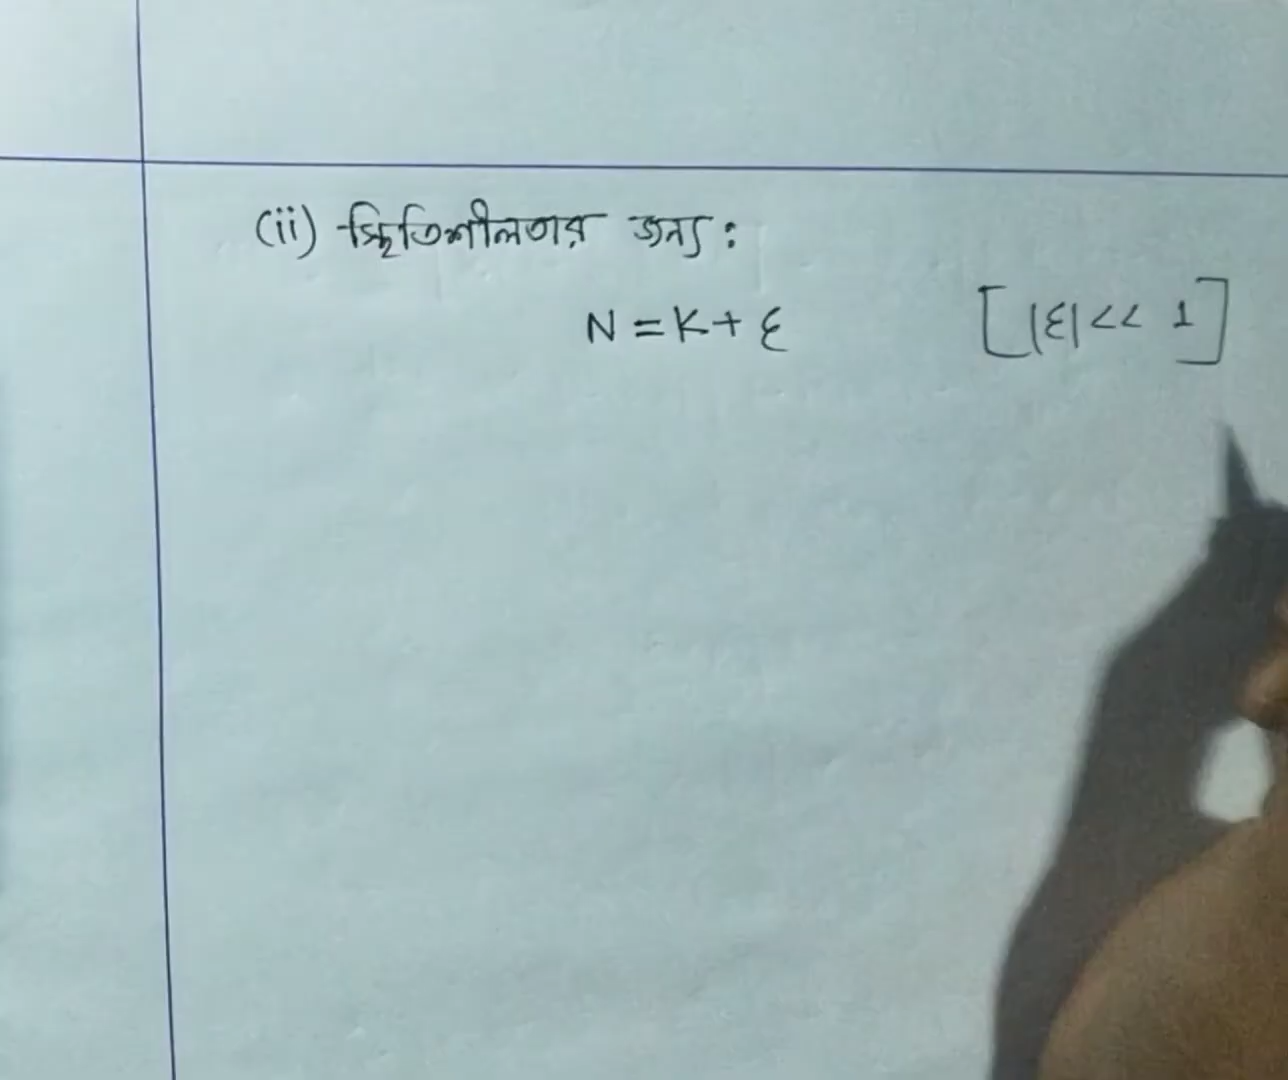 (ii) স্থিতিশীলতার জন্য :
N = K + ε [|ε| << 1]